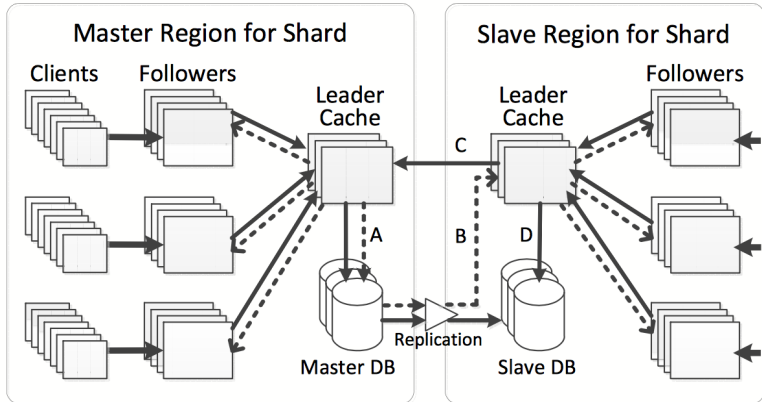 Master Region for Shard
Slave Region for Shard
Clients
Followers
Leader
Cache
Leader
Cache
Followers
C
A
B
D
Replication
Master DB
Slave DB